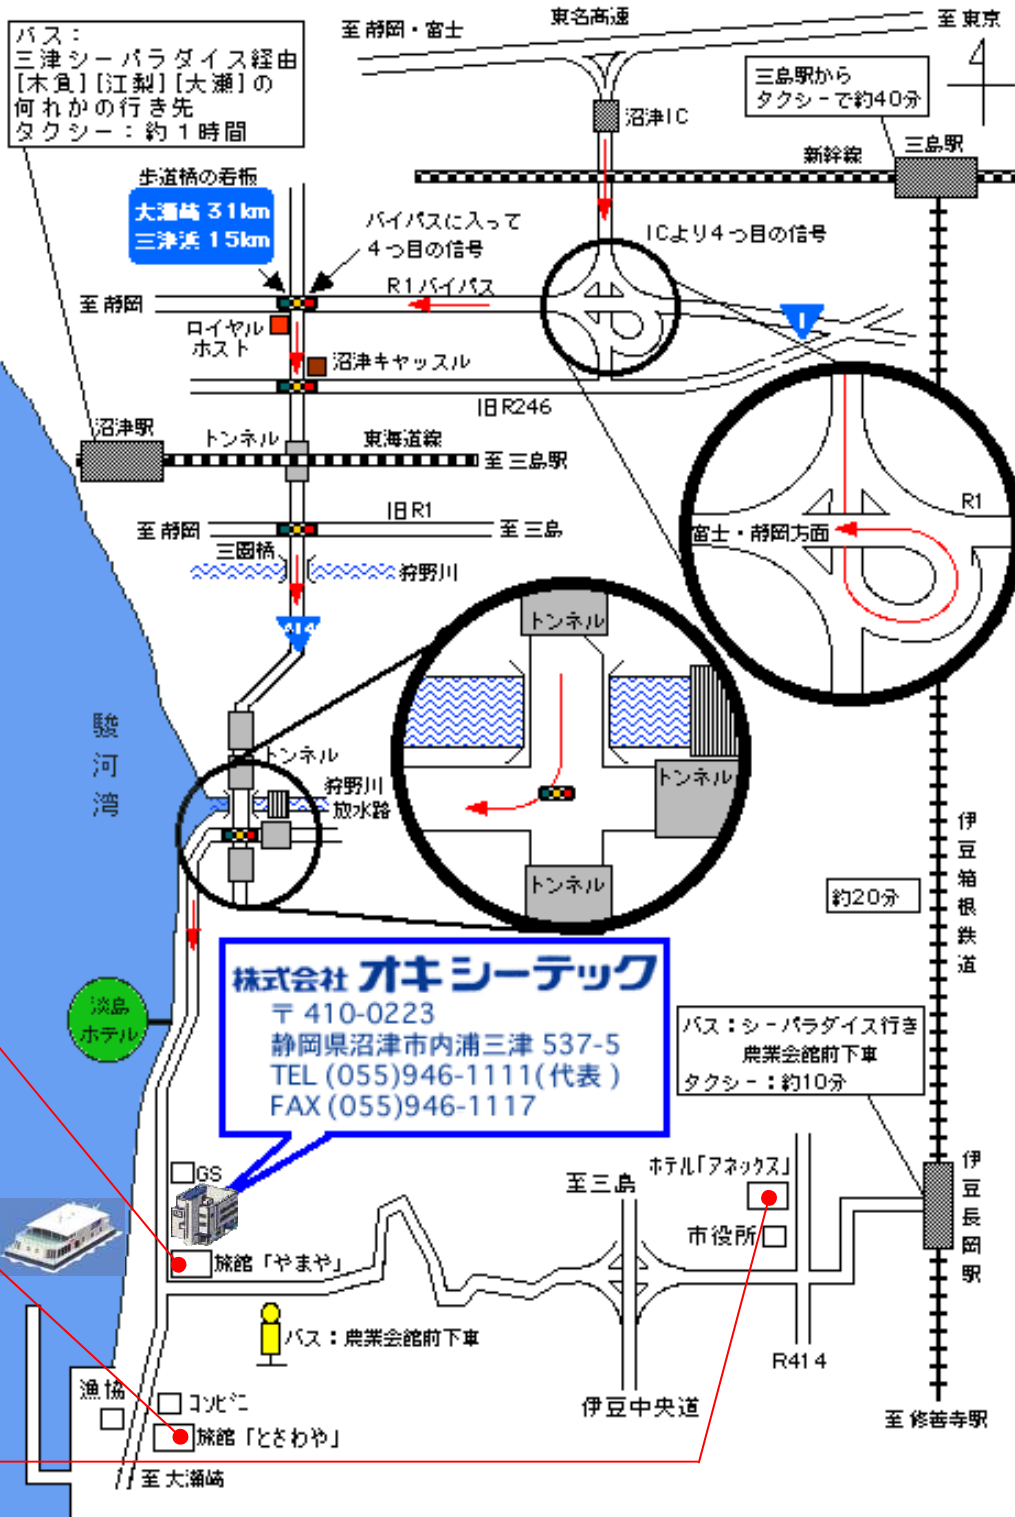 バス：
三津シーパラダイス経由
[木負][江梨][大瀬]の
何れかの行き先
タクシー：約１時間
至静岡・富士
東名高速
至東京
沼津IC
三島駅から
タクシーで約40分
三島駅
新幹線
歩道橋の看板
大瀬崎 31km
三津浜 15km
バイパスに入って
４つ目の信号
ICより４つ目の信号
至静岡
R1バイパス
1
ロイヤル
ホスト
沼津キャッスル
旧R246
沼津駅
トンネル
東海道線
至三島駅
旧R1
至静岡
至三島
三園橋
狩野川
414
R1
富士・静岡方面
トンネル
トンネル
トンネル
トンネル
狩野川
放水路
駿河湾
伊豆箱根鉄道
約20分
淡島
ホテル
株式会社 オキシーテック
〒 410-0223
静岡県沼津市内浦三津 537-5
TEL (055)946-1111(代表 )
FAX (055)946-1117
バス：シーパラダイス行き
農業会館前下車
タクシー：約10分
GS
旅館「やまや」
至三島
ホテル「アネックス」
市役所
伊豆長岡駅
バス：農業会館前下車
R414
伊豆中央道
至修善寺駅
漁協
コンビニ
旅館「とさわや」
至大瀬崎